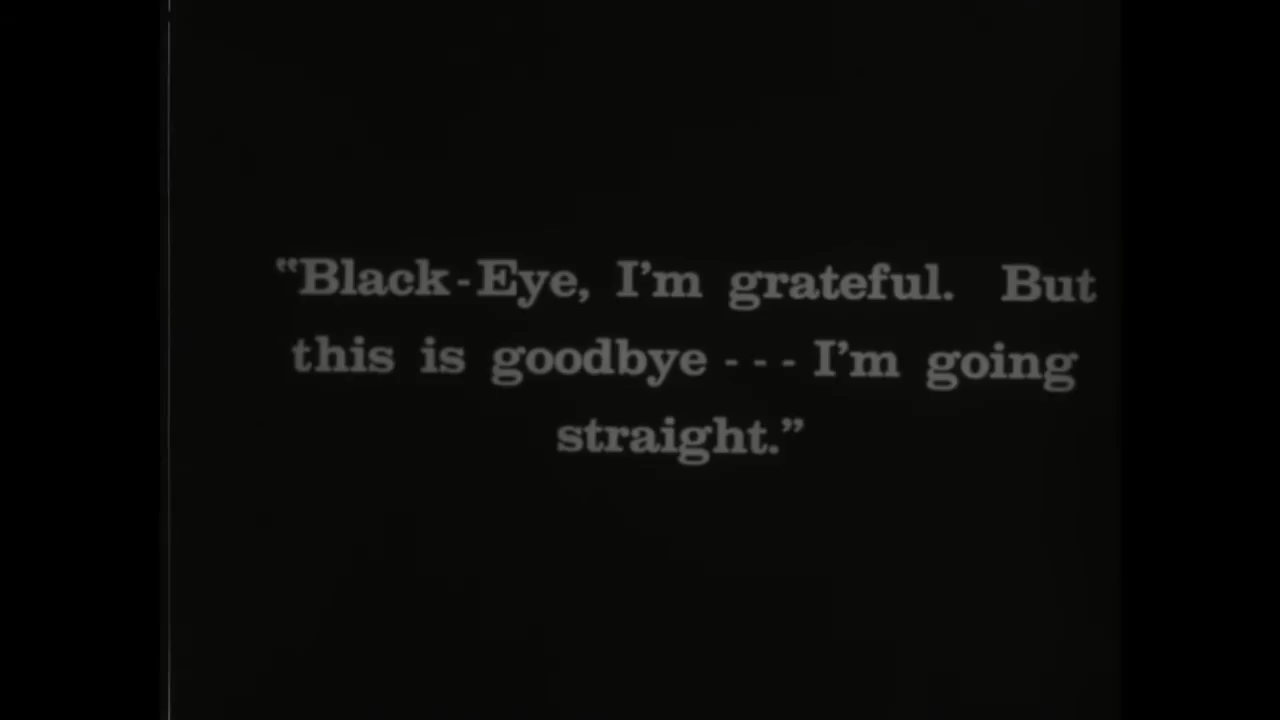 “Black-Eye, I’m grateful. But
this is goodbye - - - I’m going
straight.”